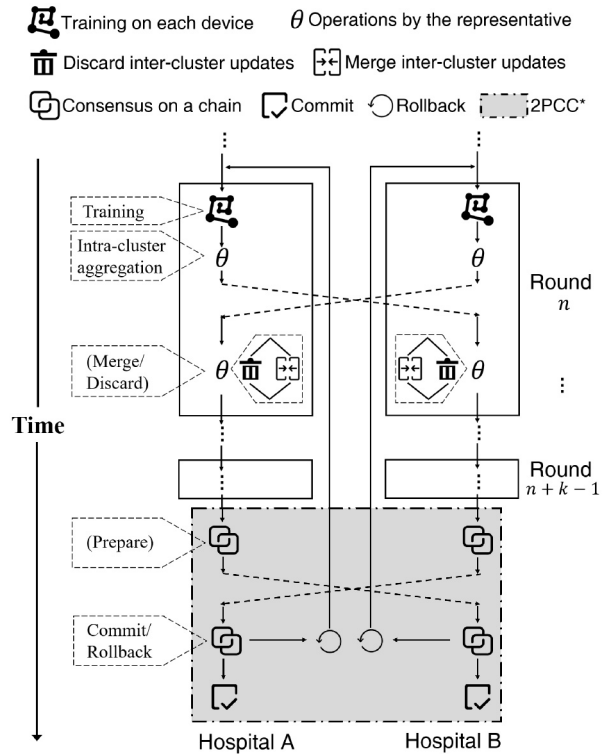 Training on each device
θ Operations by the representative
Discard inter-cluster updates
Merge inter-cluster updates
Consensus on a chain
Commit
Rollback
2PCC*
Training
Intra-cluster
aggregation
θ
θ
Round
n
(Merge/
Discard)
θ
θ
Time
Round
n + k − 1
(Prepare)
Commit/
Rollback
Hospital A
Hospital B